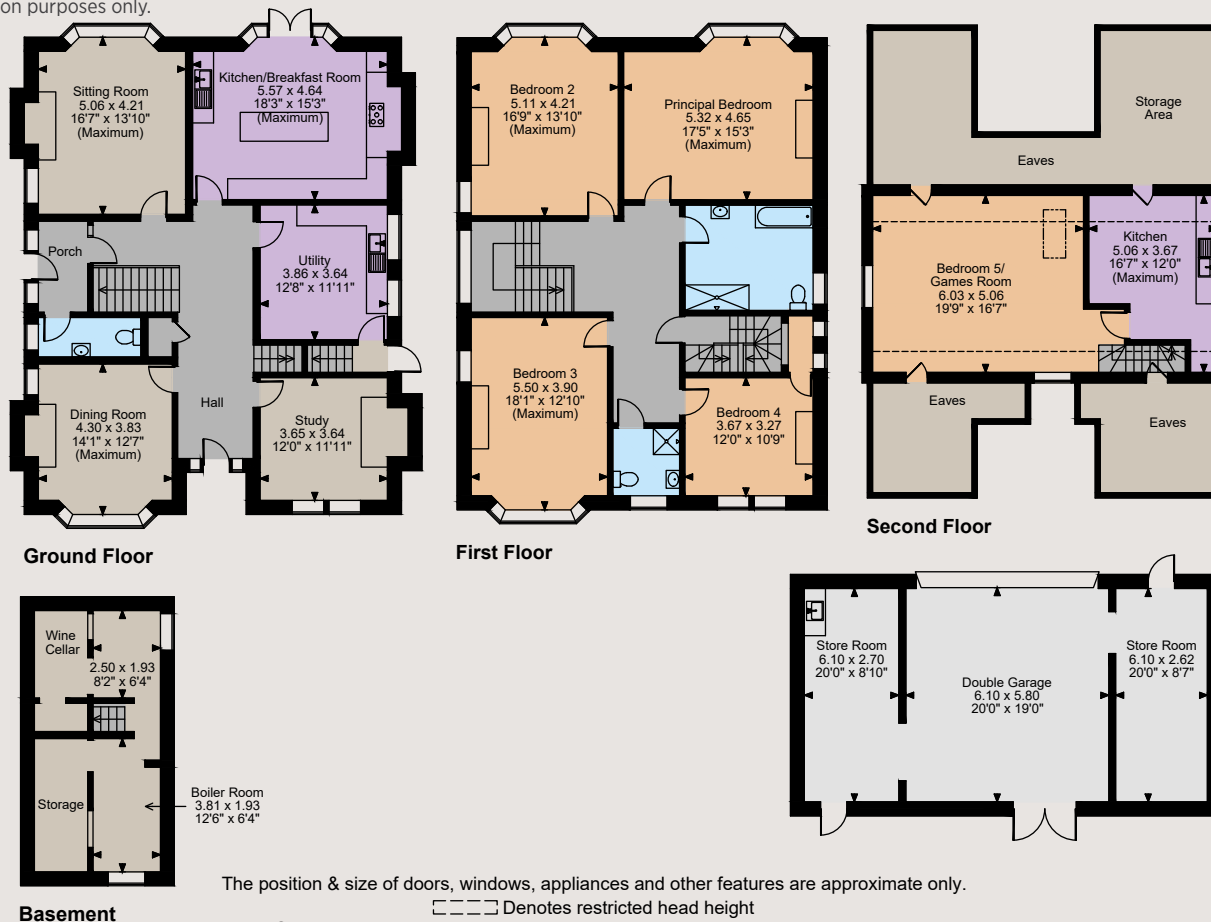 on purposes only.
Sitting Room
5.06 x 4.21
16'7" x 13'10"
(Maximum)
Kitchen/Breakfast Room
5.57 x 4.64
18'3" x 15'3"
(Maximum)
Porch
Utility
3.86 x 3.64
12'8" x 11'11"
Hall
Dining Room
4.30 x 3.83
14'1" x 12'7"
(Maximum)
Study
3.65 x 3.64
12'0" x 11'11"
Ground Floor
Bedroom 2
5.11 x 4.21
16'9" x 13'10"
(Maximum)
Principal Bedroom
5.32 x 4.65
17'5" x 15'3"
(Maximum)
Bedroom 3
5.50 x 3.90
18'1" x 12'10"
(Maximum)
Bedroom 4
3.67 x 3.27
12'0" x 10'9"
First Floor
Storage
Area
Eaves
Bedroom 5/
Games Room
6.03 x 5.06
19'9" x 16'7"
Kitchen
5.06 x 3.67
16'7" x 12'0"
(Maximum)
Eaves
Eaves
Second Floor
Wine
Cellar
2.50 x 1.93
8'2" x 6'4"
Storage
Boiler Room
3.81 x 1.93
12'6" x 6'4"
Basement
Store Room
6.10 x 2.70
20'0" x 8'10"
Double Garage
6.10 x 5.80
20'0" x 19'0"
Store Room
6.10 x 2.62
20'0" x 8'7"
The position & size of doors, windows, appliances and other features are approximate only.
Denotes restricted head height